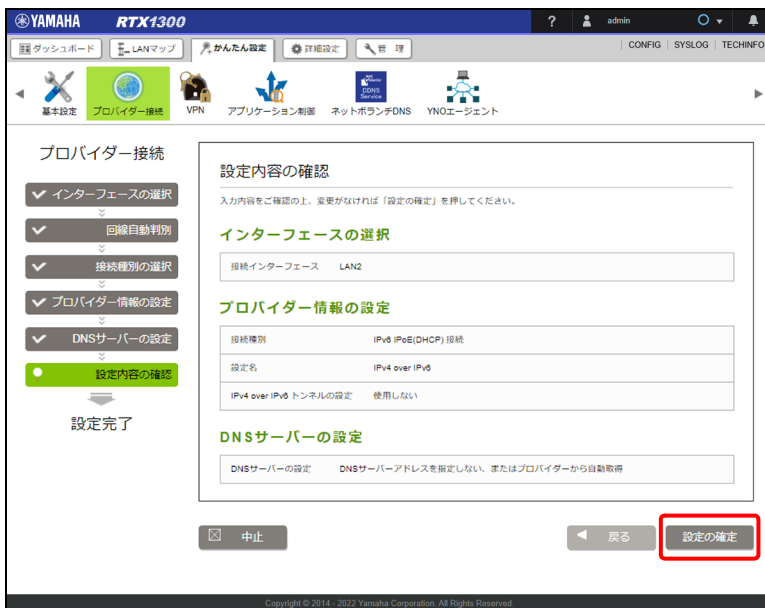 YAMAHA RTX1300 ? admin
ダッシュボード LANマップ かんたん設定 詳細設定 管 理 CONFIG SYSLOG TECHINFO
基本設定 プロバイダー接続 VPN アプリケーション制御 DDNS Service ネットボランチDNS YNOエージェント
プロバイダー接続
インターフェースの選択
回線自動判別
接続種別の選択
プロバイダー情報の設定
DNSサーバーの設定
設定内容の確認
設定完了
設定内容の確認
入力内容をご確認の上、変更がなければ「設定の確定」を押してください。
インターフェースの選択
接続インターフェース LAN2
プロバイダー情報の設定
接続種別 IPv6 IPoE(DHCP) 接続
設定名 IPv4 over IPv6
IPv4 over IPv6 トンネルの設定 使用しない
DNSサーバーの設定
DNSサーバーの設定 DNSサーバーアドレスを指定しない、またはプロバイダーから自動取得
中止 戻る 設定の確定
Copyright © 2014 - 2022 Yamaha Corporation. All Rights Reserved.